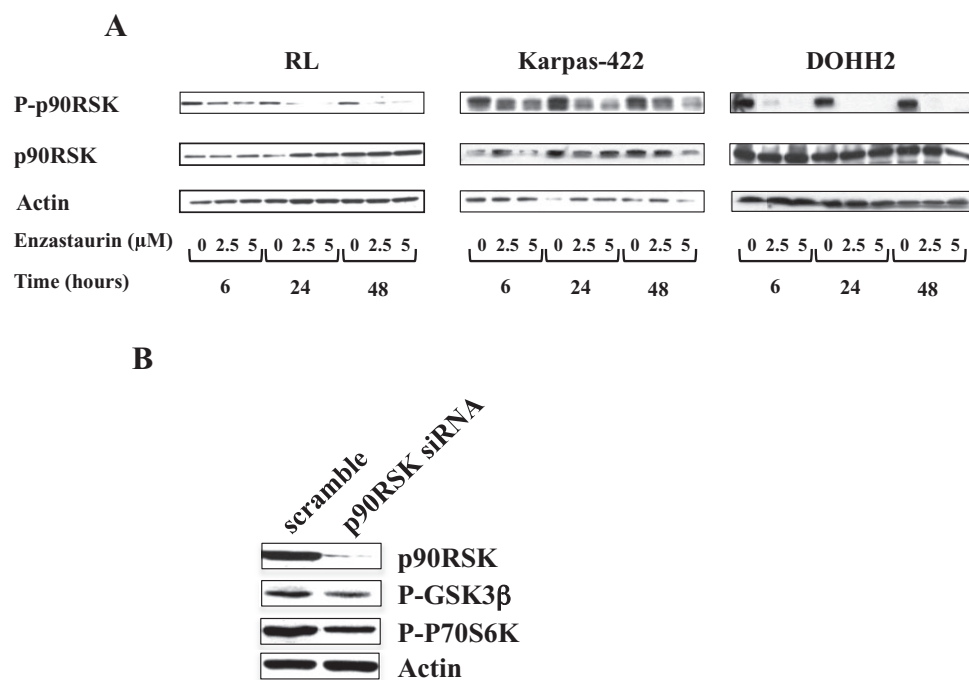 A
RL Karpas-422 DOHH2
P-p90RSK
p90RSK
Actin
Enzastaurin (µM) 0 2.5 5 0 2.5 5 0 2.5 5 0 2.5 5 0 2.5 5 0 2.5 5 0 2.5 5 0 2.5 5 0 2.5 5
Time (hours) 6 24 48 6 24 48 6 24 48
B
scramble p90RSK siRNA
p90RSK
P-GSK3β
P-P70S6K
Actin